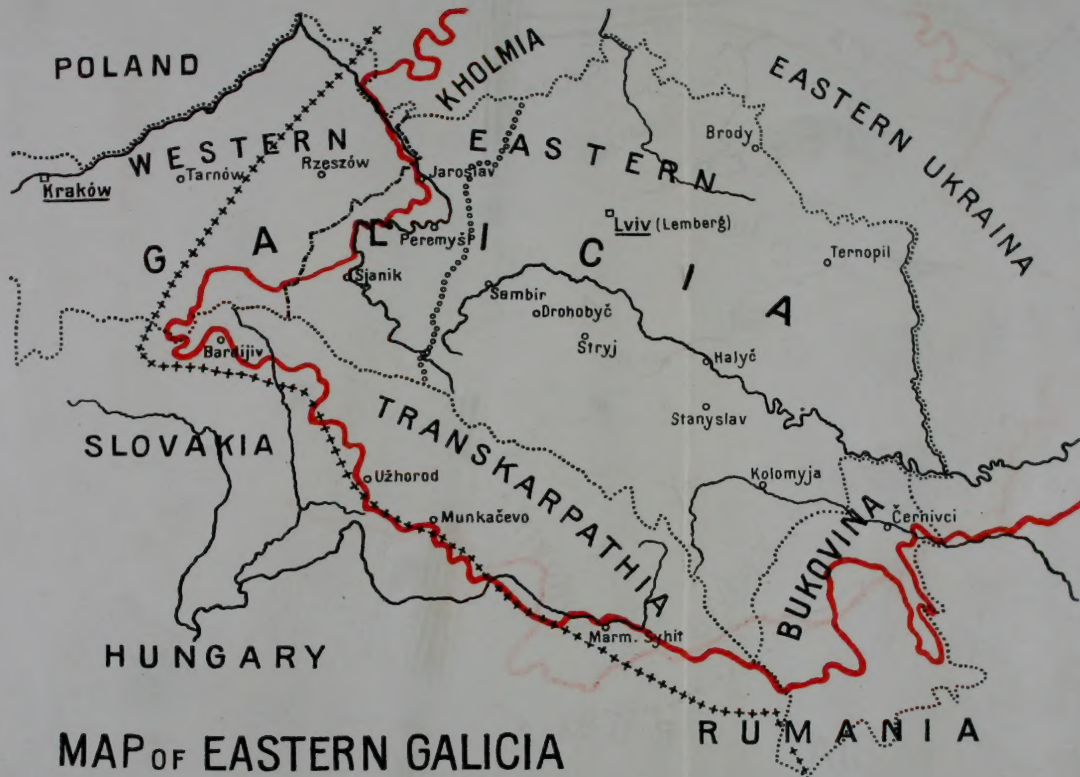 POLAND
KHOLMIA
EASTERN UKRAINA
WESTERN
EASTERN
GALICIA
Kraków
Tarnów
Rzeszów
Jaroslav
Brody
Lviv (Lemberg)
Peremyšl
Ternopil
Sjanik
Sambir
Drohobyč
Stryj
Halyč
Bardijiv
Stanyslav
TRANSKARPATHIA
SLOVAKIA
Užhorod
Kolomyja
Munkačevo
Černivci
BUKOVINA
Marm. Syhit
HUNGARY
RUMANIA
MAP OF EASTERN GALICIA